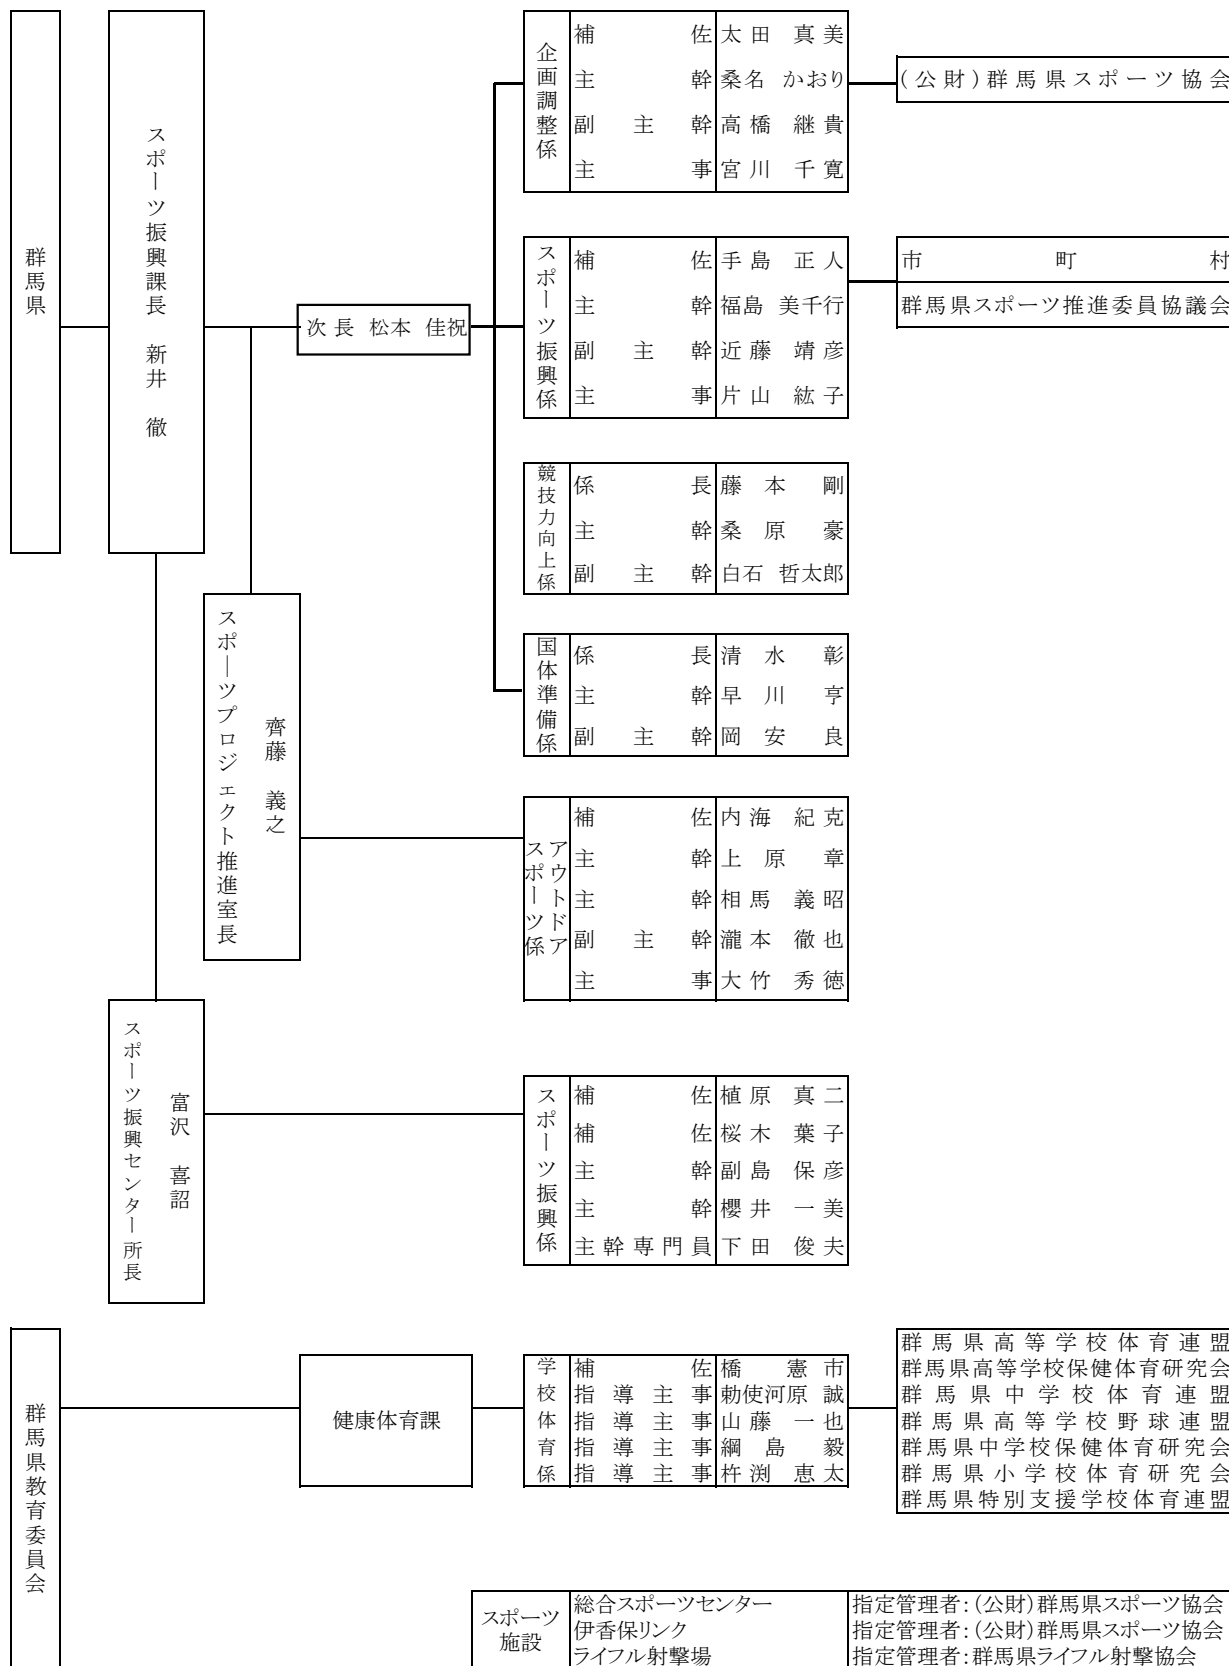 群馬県
スポーツ振興課長 新井 徹
次長 松本 佳祝
企画調整係
補佐 太田 真美
主幹 桑名 かおり
副主幹 高橋 継貴
主事 宮川 千寛
(公財)群馬県スポーツ協会
スポーツ振興係
補佐 手島 正人
主幹 福島 美千行
副主幹 近藤 靖彦
主事 片山 紘子
市町村
群馬県スポーツ推進委員協議会
競技力向上係
係長 藤本 剛
主幹 桑原 豪
副主幹 白石 哲太郎
国体準備係
係長 清水 彰
主幹 早川 亨
副主幹 岡安 良
スポーツプロジェクト推進室長
齊藤 義之
アウトドア
スポーツ係
補佐 内海 紀克
主幹 上原 章
主幹 相馬 義昭
副主幹 瀧本 徹也
主事 大竹 秀徳
スポーツ振興センター所長
富沢 喜詔
スポーツ振興係
補佐 植原 真二
補佐 桜木 葉子
主幹 副島 保彦
主幹 櫻井 一美
主幹専門員 下田 俊夫
群馬県教育委員会
健康体育課
学校体育係
補佐 橋 憲市
指導主事 勅使河原 誠
指導主事 山藤 一也
指導主事 綱島 毅
指導主事 杵渕 恵太
群馬県高等学校体育連盟
群馬県高等学校保健体育研究会
群馬県中学校体育連盟
群馬県高等学校野球連盟
群馬県中学校保健体育研究会
群馬県小学校体育研究会
群馬県特別支援学校体育連盟
スポーツ
施設
総合スポーツセンター 指定管理者:(公財)群馬県スポーツ協会
伊香保リンク 指定管理者:(公財)群馬県スポーツ協会
ライフル射撃場 指定管理者:群馬県ライフル射撃協会